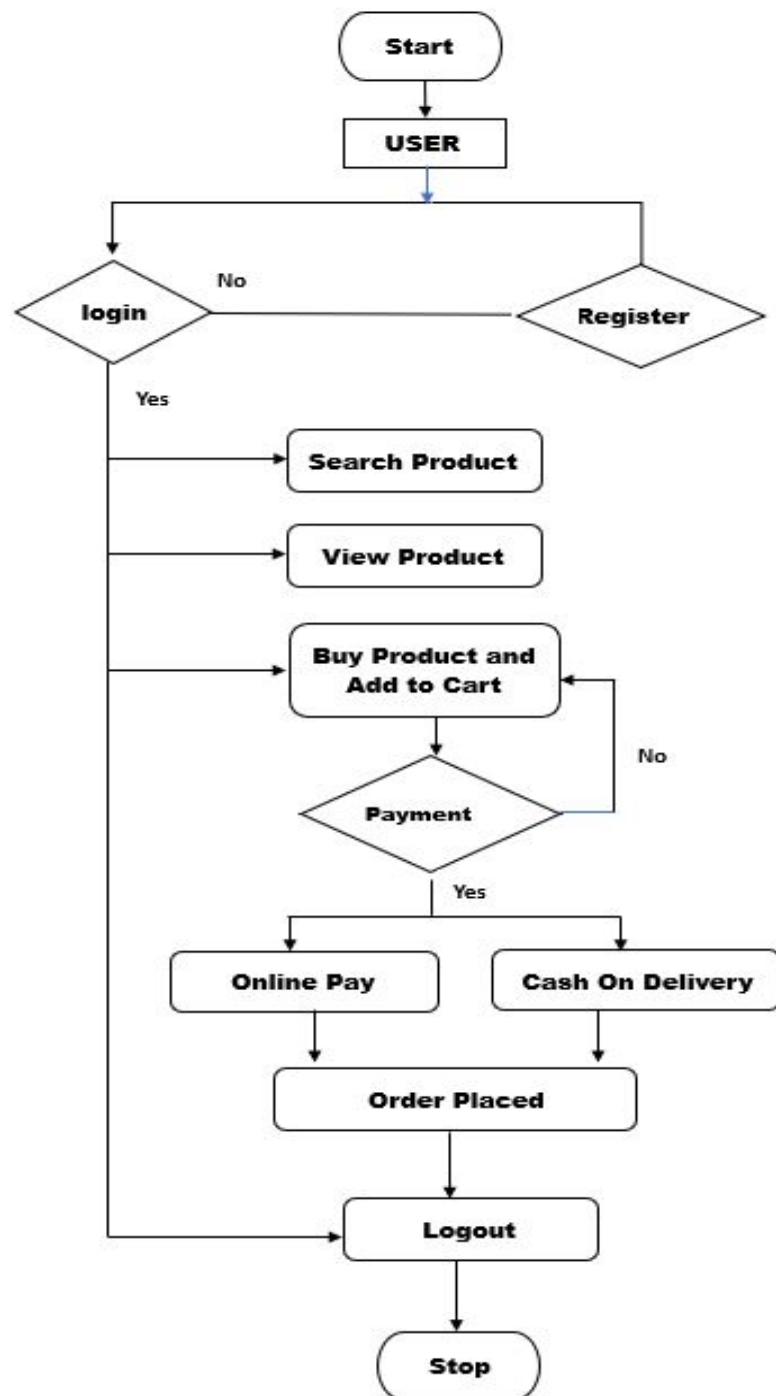 Start
USER
No
login
Register
Yes
Search Product
View Product
Buy Product and
Add to Cart
No
Payment
Yes
Online Pay
Cash On Delivery
Order Placed
Logout
Stop